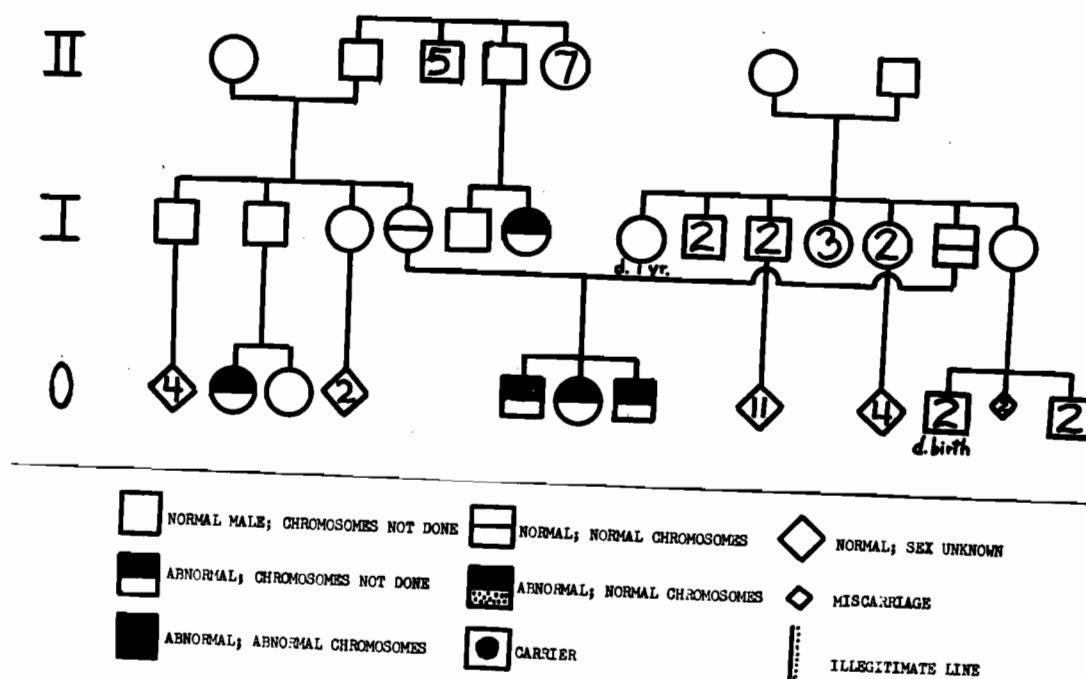 II
5
7
I
2
2
3
2
d. 1 yr.
O
4
2
11
4
2
2
d. birth
NORMAL MALE; CHROMOSOMES NOT DONE
NORMAL; NORMAL CHROMOSOMES
NORMAL; SEX UNKNOWN
ABNORMAL; CHROMOSOMES NOT DONE
ABNORMAL; NORMAL CHROMOSOMES
MISCARRIAGE
ABNORMAL; ABNORMAL CHROMOSOMES
CARRIER
ILLEGITIMATE LINE